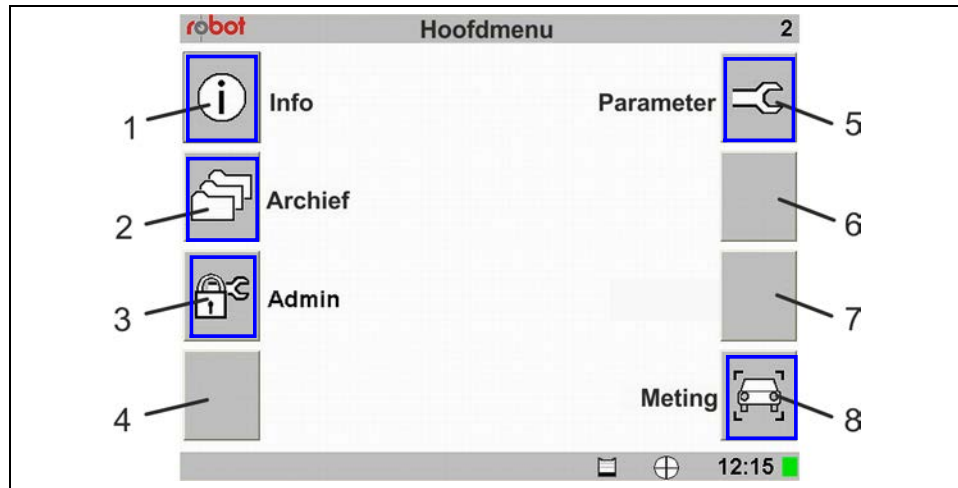 robot Hoofdmenu 2
1 Info Parameter 5
2 Archief 6
3 Admin 7
4 Meting 8
12:15